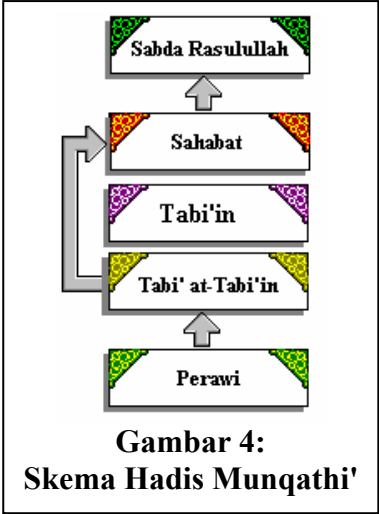 Sabda Rasulullah
Sahabat
Tabi'in
Tabi' at-Tabi'in
Perawi
Gambar 4:
Skema Hadis Munqathi'